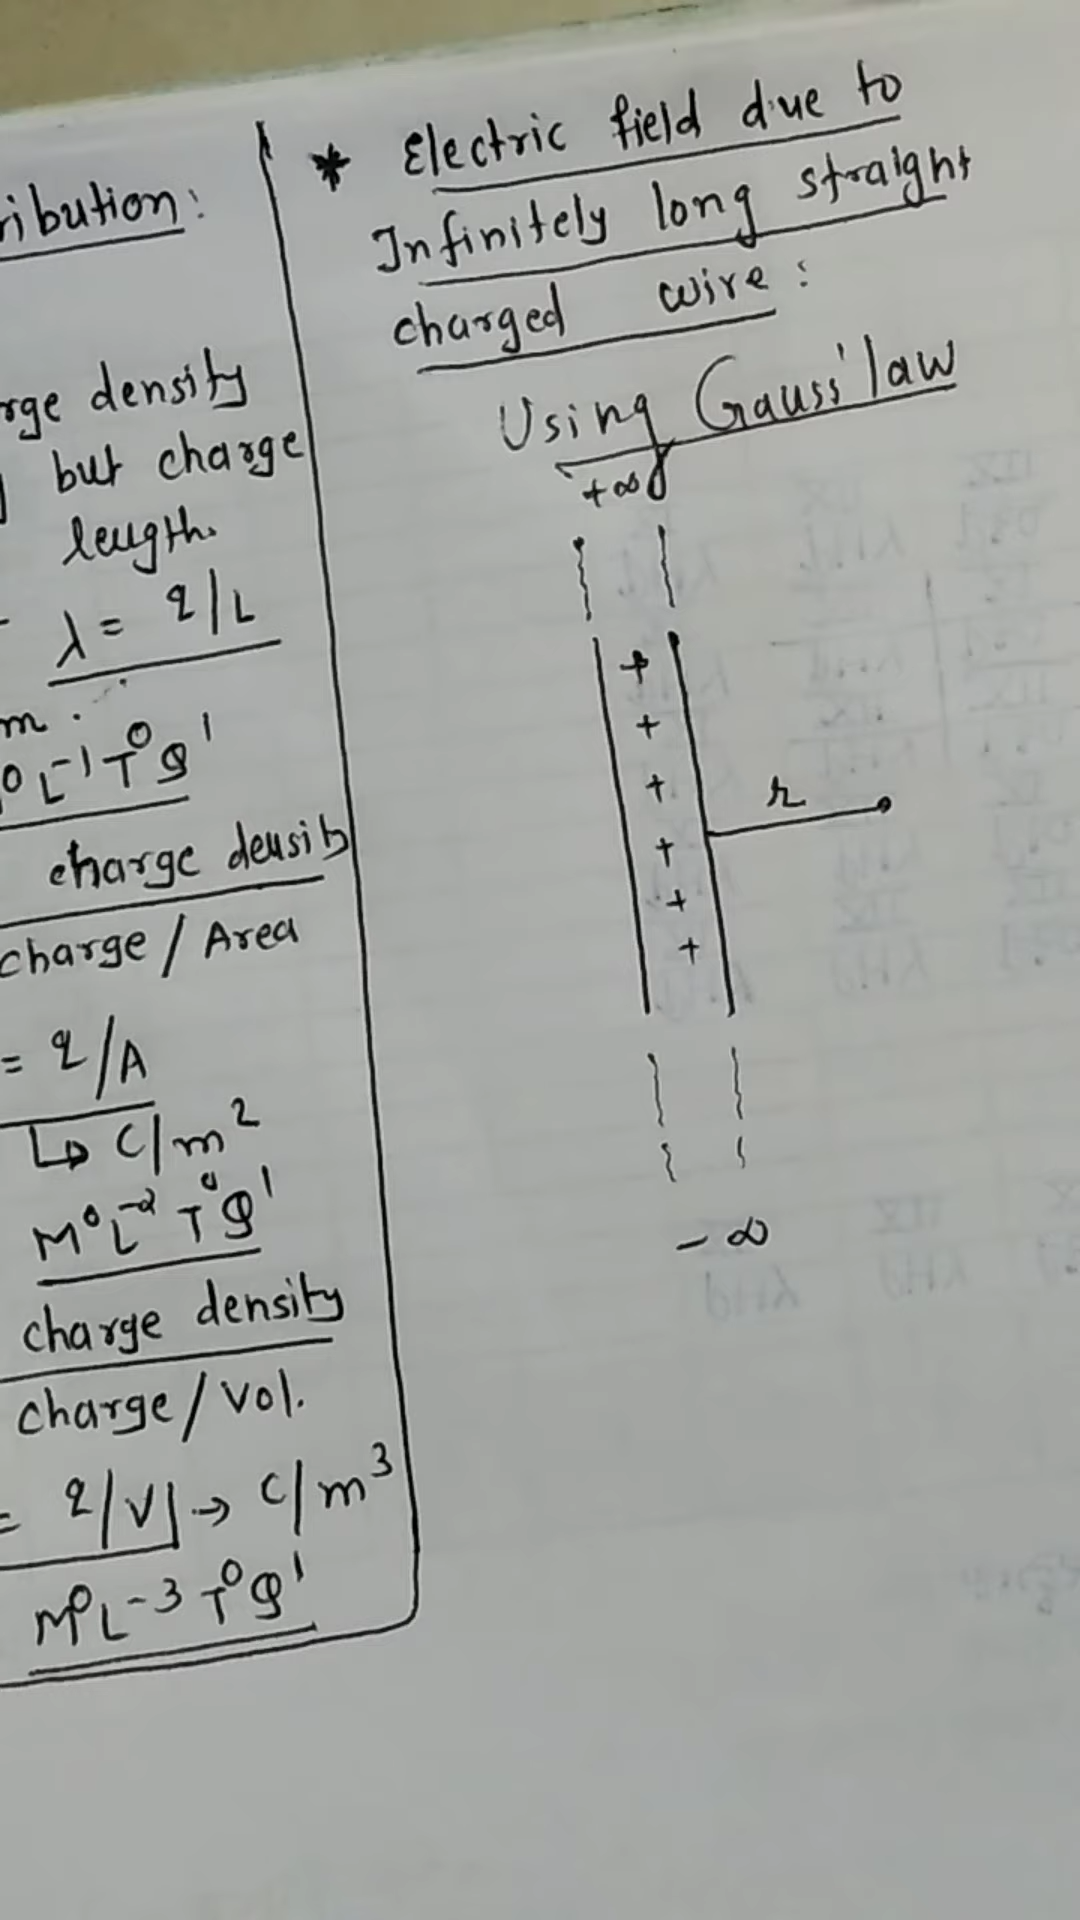 ribution:
rge density
but charge
length.
λ = q/L
m.
0 L⁻¹ T⁰ Q¹
charge densit
charge / Area
= q/A
↳ C/m²
M⁰ L⁻² T⁰ Q¹
charge density
charge / Vol.
= q/V → C/m³
M⁰ L⁻³ T⁰ Q¹
* Electric field due to
Infinitely long straight
charged wire:
Using Gauss' law
+∞
+
+
+
r
+
+
+
-∞